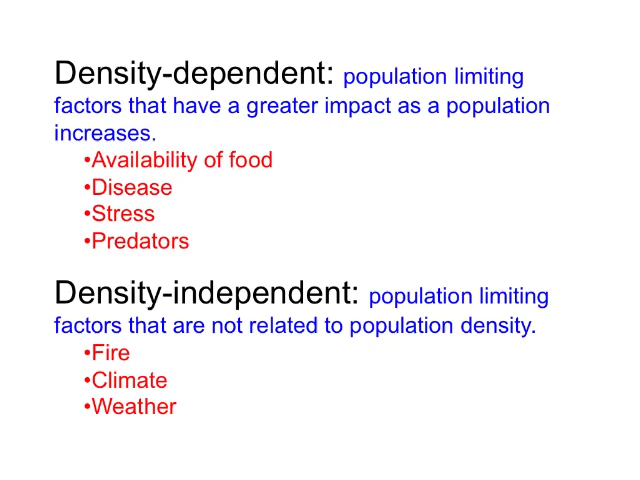 Density-dependent: population limiting
factors that have a greater impact as a population
increases.
•Availability of food
•Disease
•Stress
•Predators
Density-independent: population limiting
factors that are not related to population density.
•Fire
•Climate
•Weather